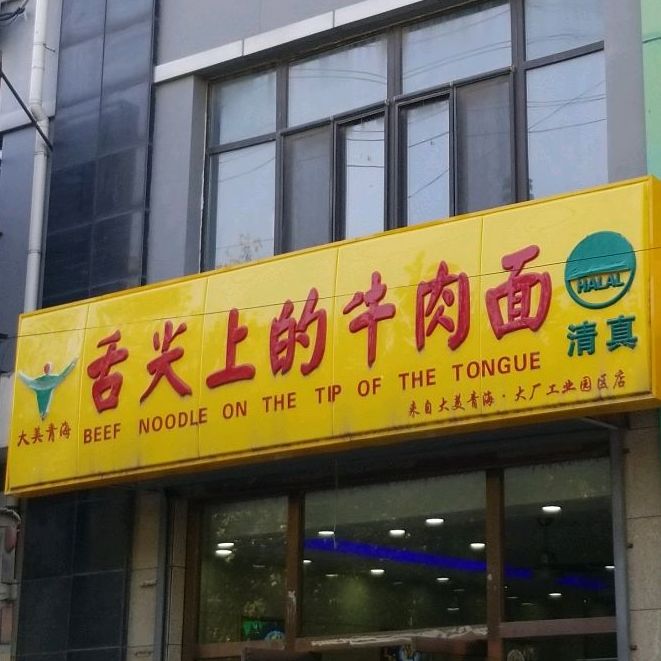 舌尖上的牛肉面
HALAL
清真
大美青海
BEEF NOODLE ON THE TIP OF THE TONGUE
来自大美青海·大厂工业园区店